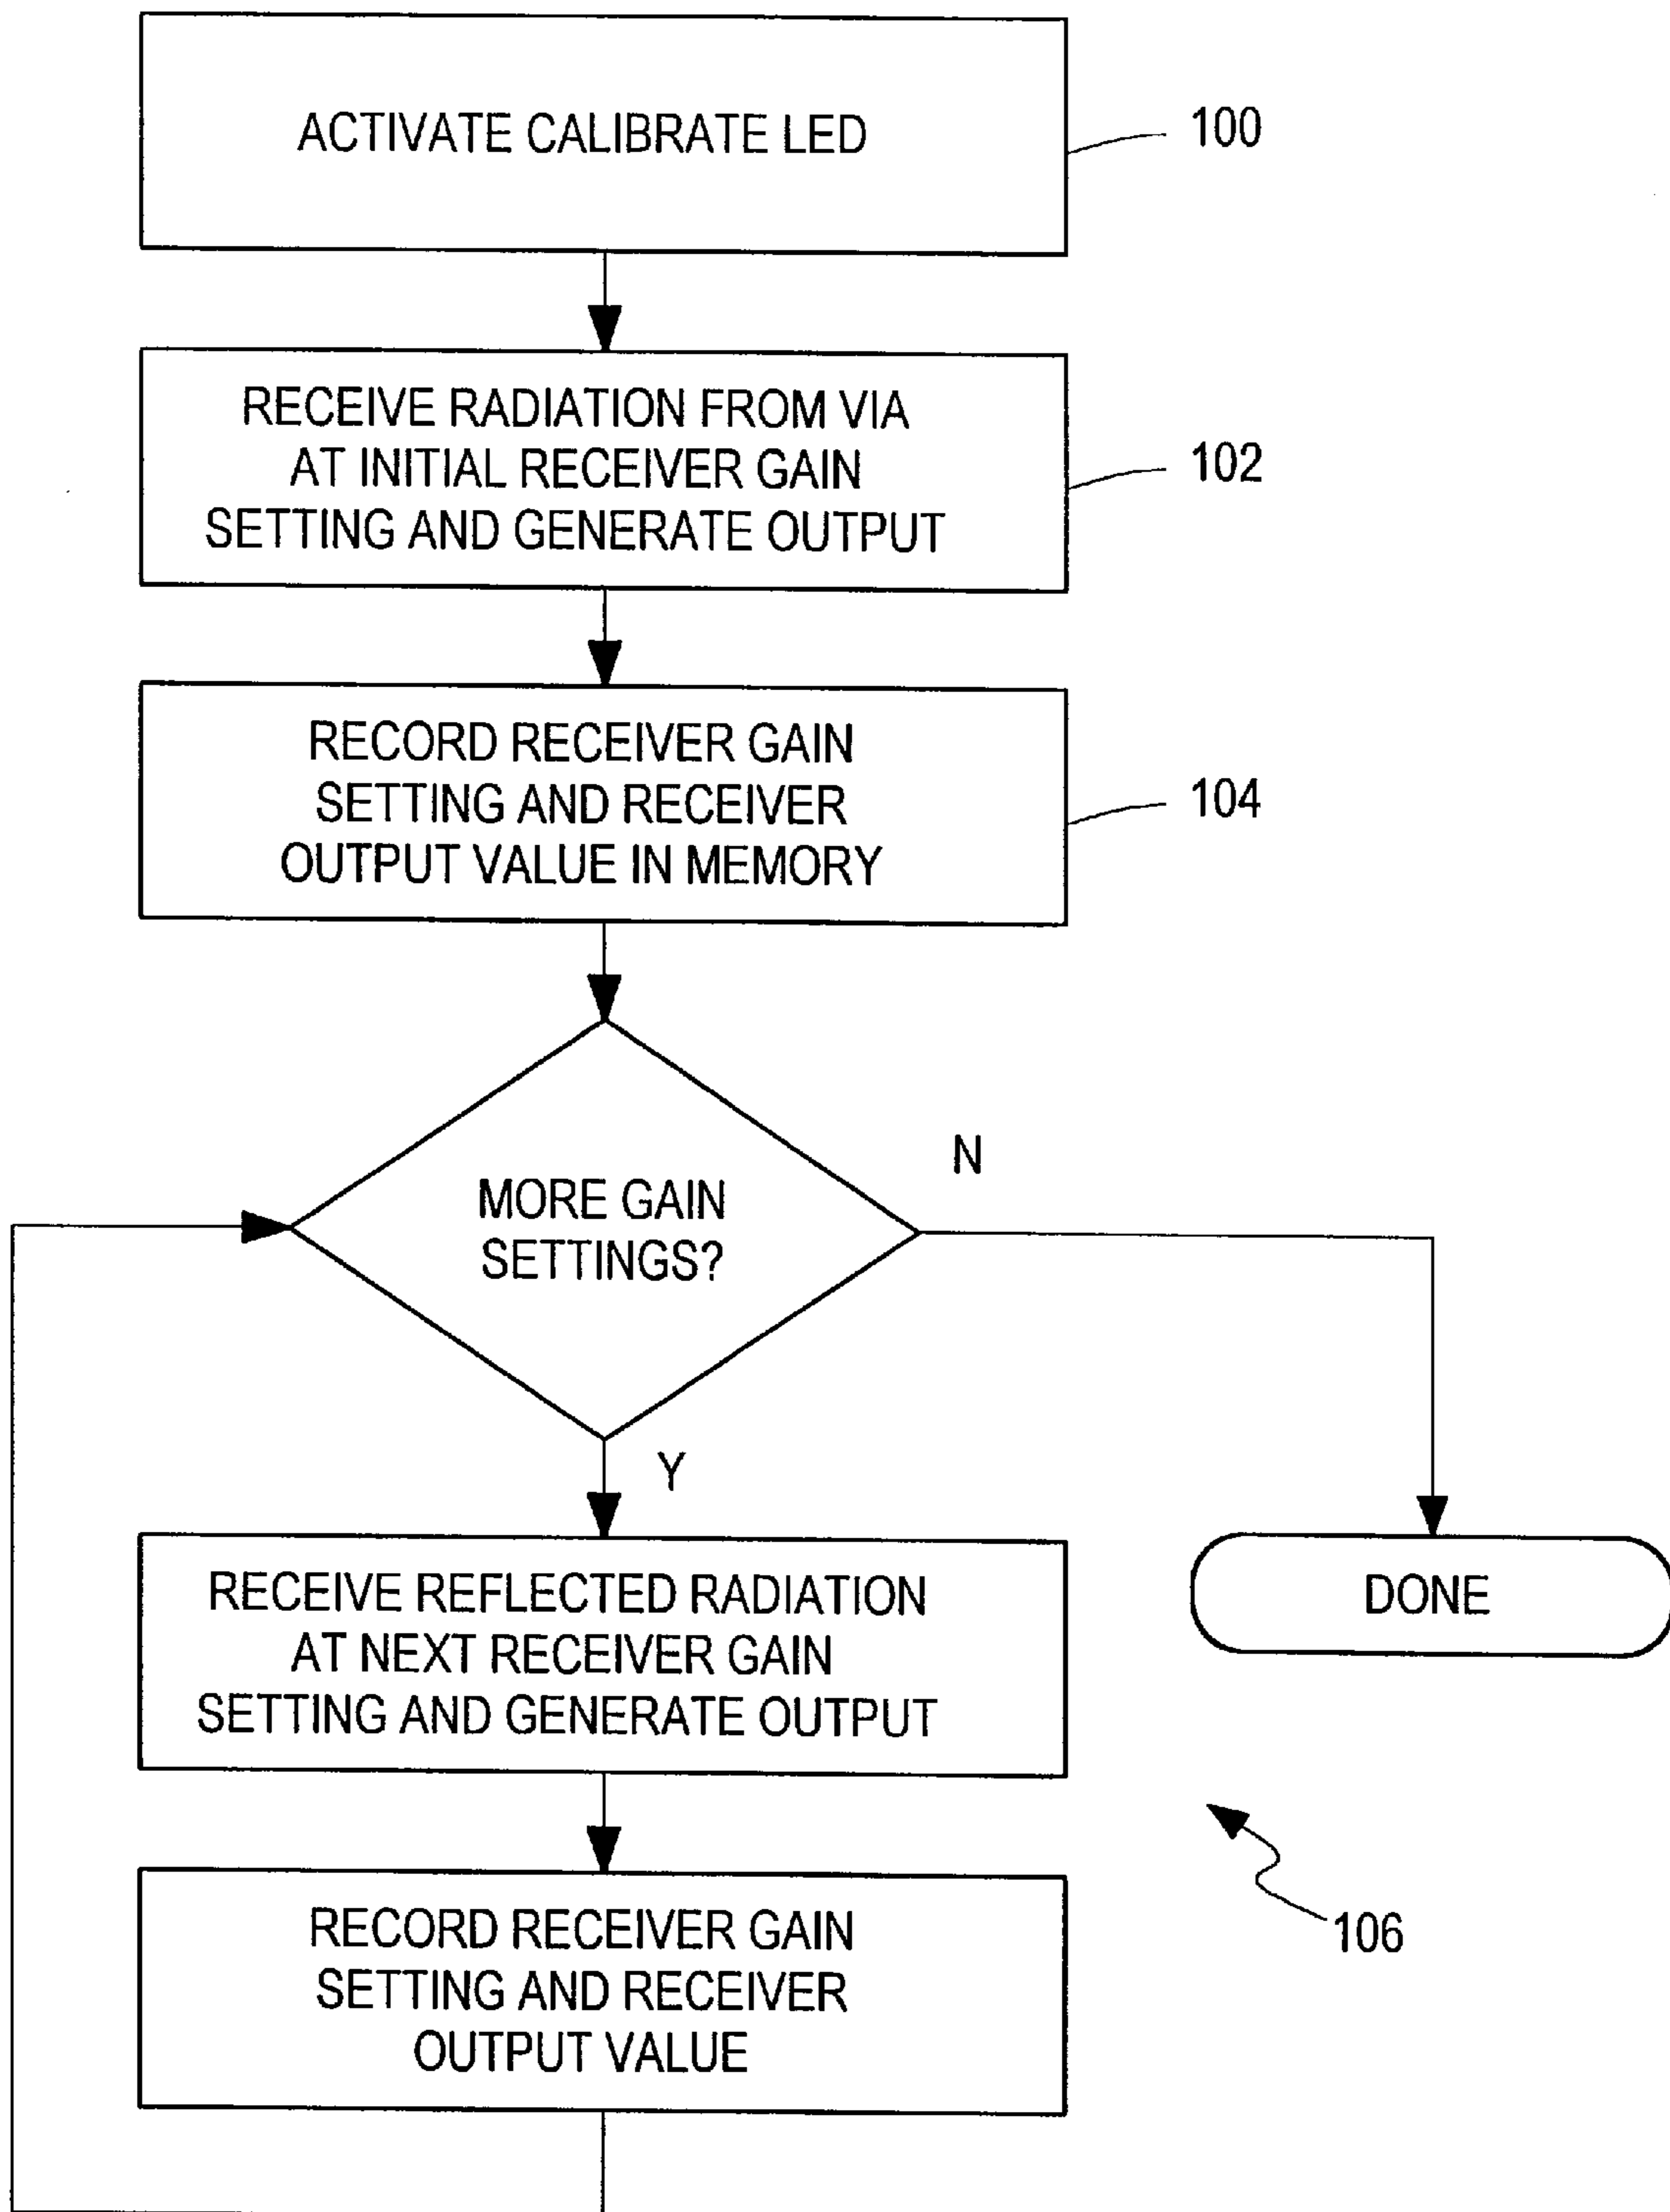 ACTIVATE CALIBRATE LED
100
RECEIVE RADIATION FROM VIA
AT INITIAL RECEIVER GAIN
SETTING AND GENERATE OUTPUT
102
RECORD RECEIVER GAIN
SETTING AND RECEIVER
OUTPUT VALUE IN MEMORY
104
MORE GAIN
SETTINGS?
N
Y
RECEIVE REFLECTED RADIATION
AT NEXT RECEIVER GAIN
SETTING AND GENERATE OUTPUT
DONE
RECORD RECEIVER GAIN
SETTING AND RECEIVER
OUTPUT VALUE
106